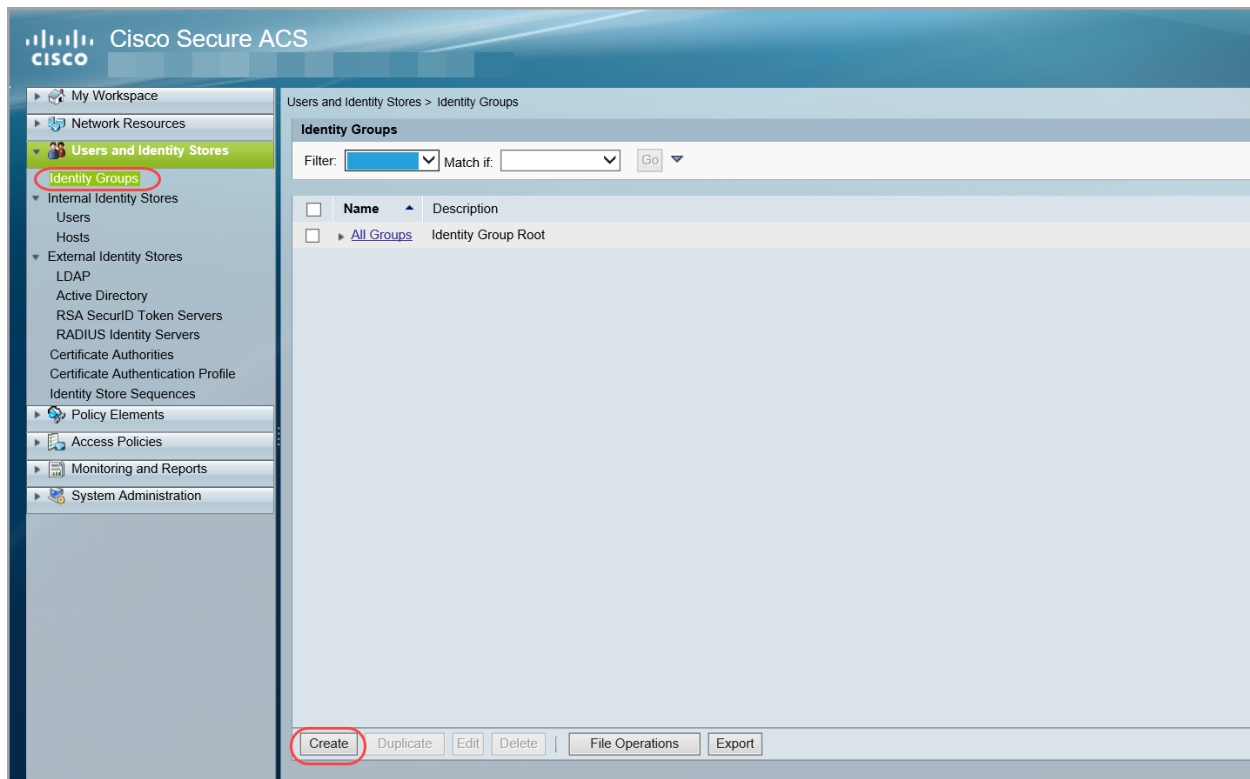 Cisco Secure ACS
CISCO
My Workspace
Network Resources
Users and Identity Stores
Identity Groups
Internal Identity Stores
Users
Hosts
External Identity Stores
LDAP
Active Directory
RSA SecurID Token Servers
RADIUS Identity Servers
Certificate Authorities
Certificate Authentication Profile
Identity Store Sequences
Policy Elements
Access Policies
Monitoring and Reports
System Administration
Users and Identity Stores > Identity Groups
Identity Groups
Filter: Match if: Go
Name Description
All Groups Identity Group Root
Create Duplicate Edit Delete | File Operations Export